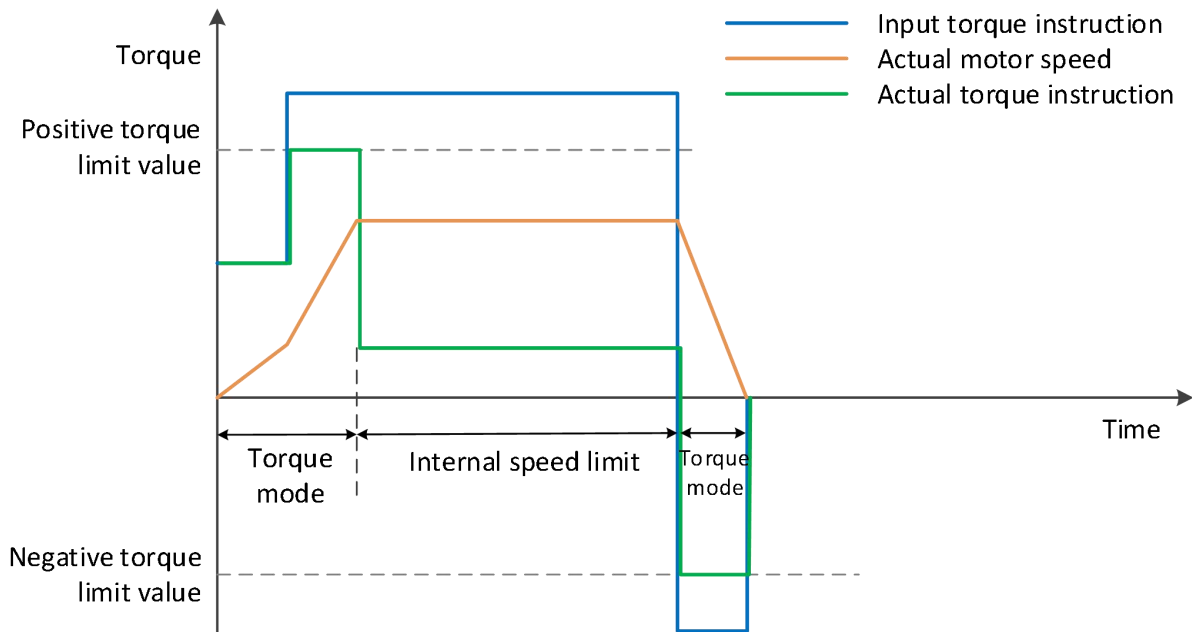 Torque
Input torque instruction
Actual motor speed
Actual torque instruction
Positive torque
limit value
Time
Torque
mode
Internal speed limit
Torque
mode
Negative torque
limit value